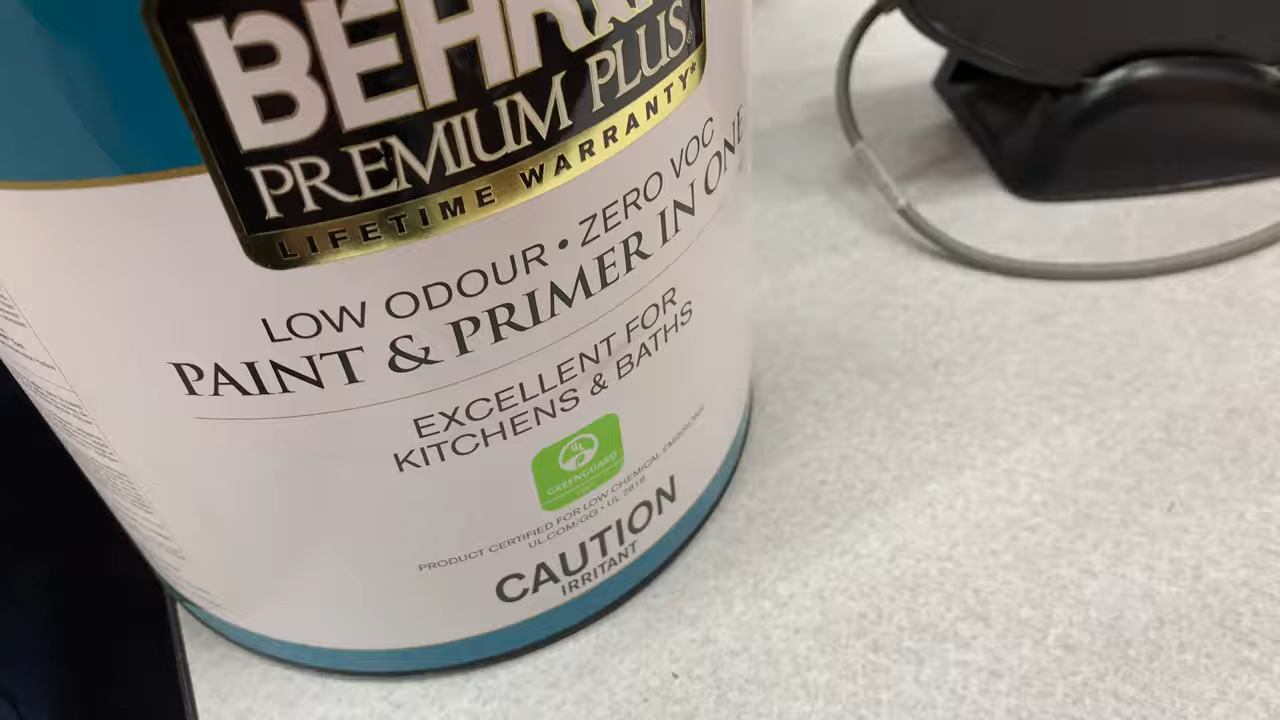 BEHR
PREMIUM PLUS®
LIFETIME WARRANTY*
LOW ODOUR • ZERO VOC
PAINT & PRIMER IN ONE
EXCELLENT FOR
KITCHENS & BATHS
UL
GREENGUARD
PRODUCT CERTIFIED FOR LOW CHEMICAL EMISSIONS
UL.COM/GG • UL 2818
CAUTION
IRRITANT